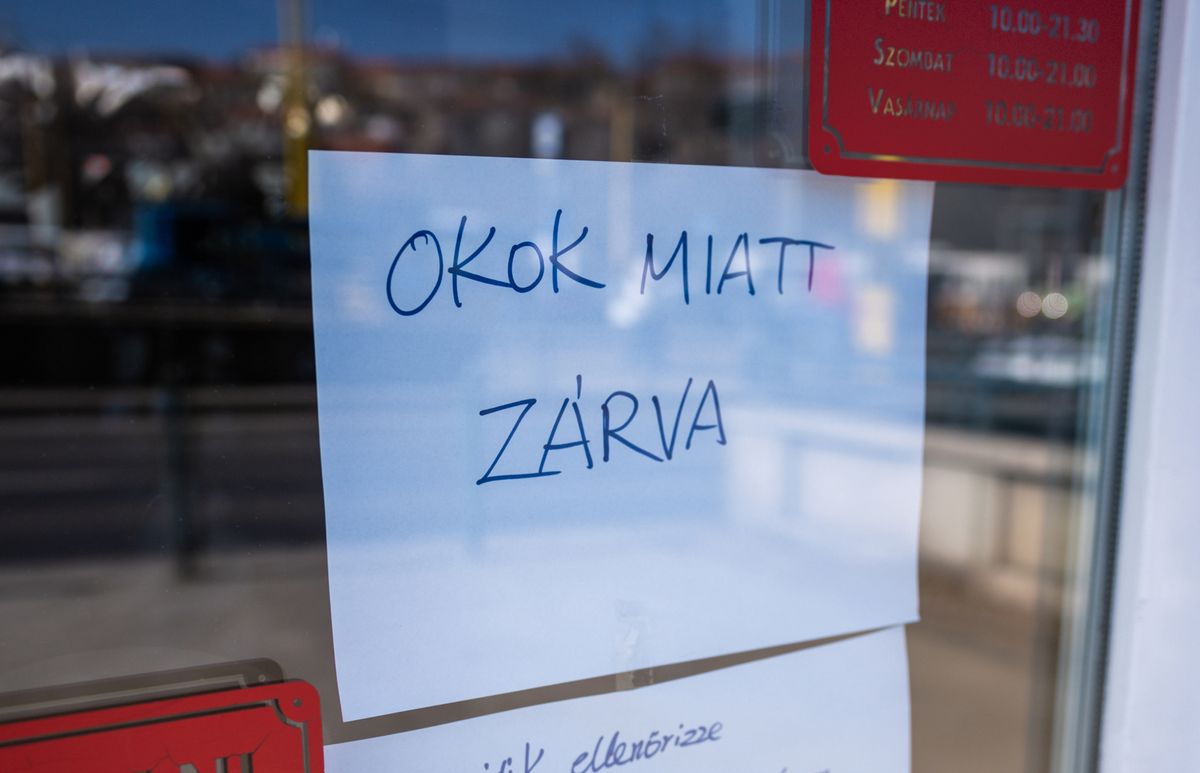 PÉNTEK 10.00-21.30
SZOMBAT 10.00-21.00
VASÁRNAP 10.00-21.00
OKOK MIATT
ZÁRVA
ellenőrizze